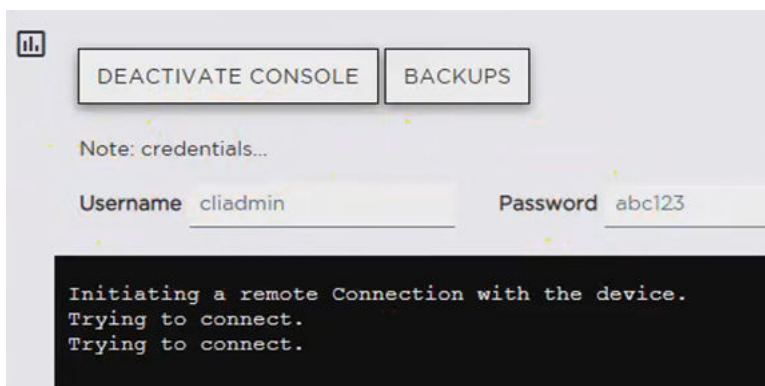 DEACTIVATE CONSOLE BACKUPS
Note: credentials...
Username cliadmin Password abc123
Initiating a remote Connection with the device.
Trying to connect.
Trying to connect.